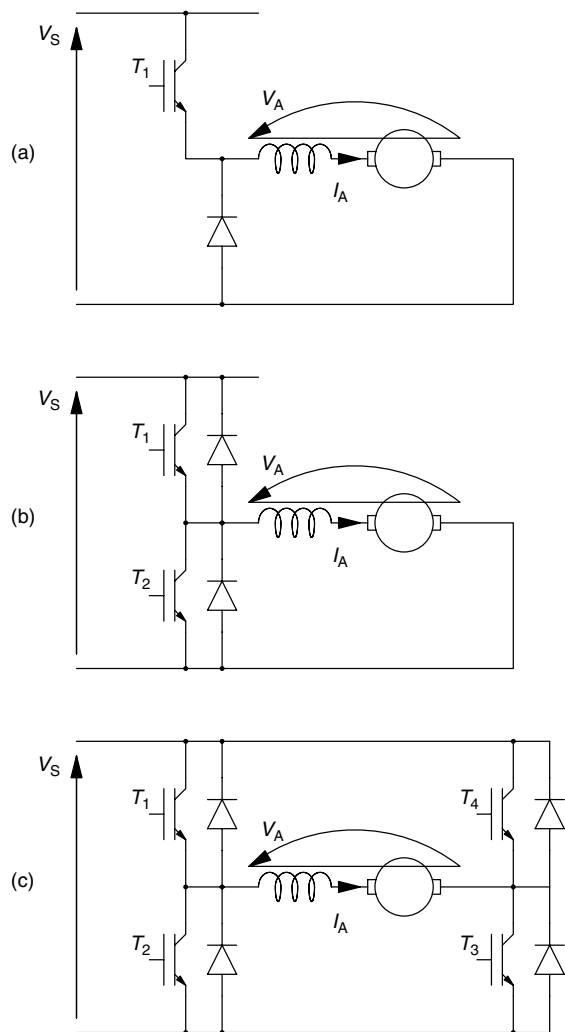 V_S
T_1
V_A
(a)
I_A
V_S
T_1
V_A
(b)
I_A
T_2
V_S
T_1
T_4
V_A
(c)
I_A
T_2
T_3